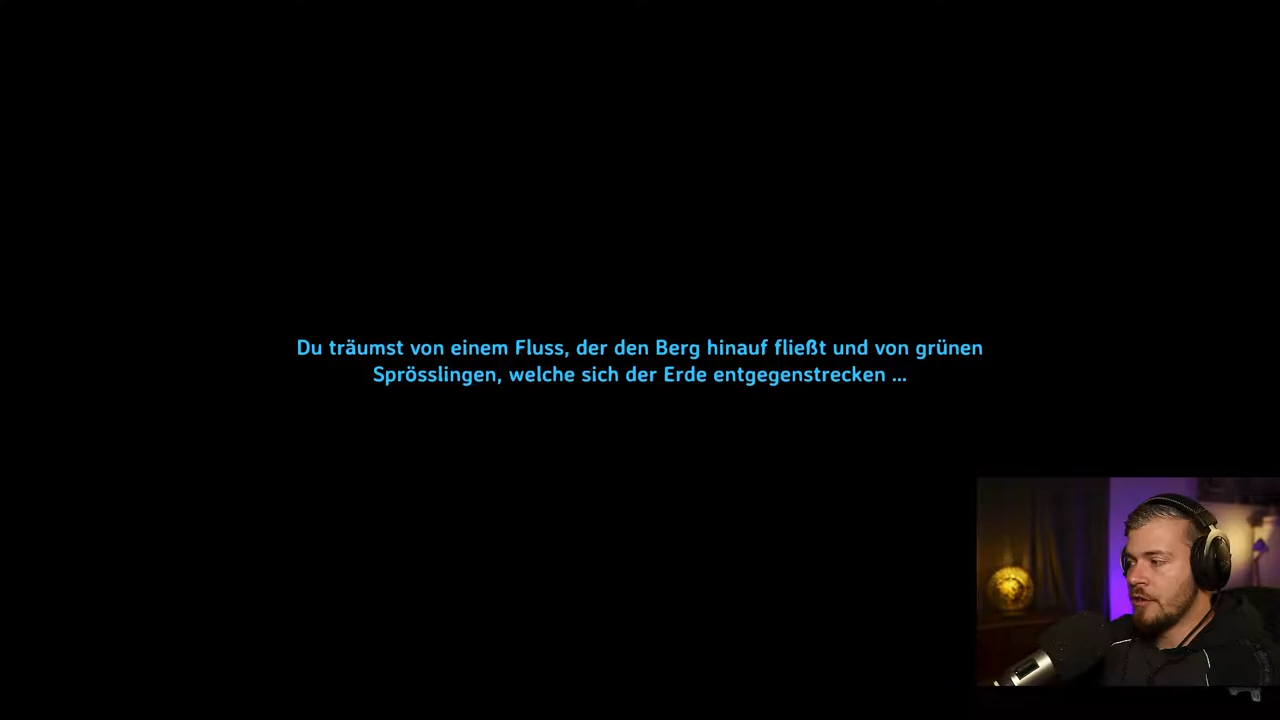 Du träumst von einem Fluss, der den Berg hinauf fließt und von grünen
Sprösslingen, welche sich der Erde entgegenstrecken ...